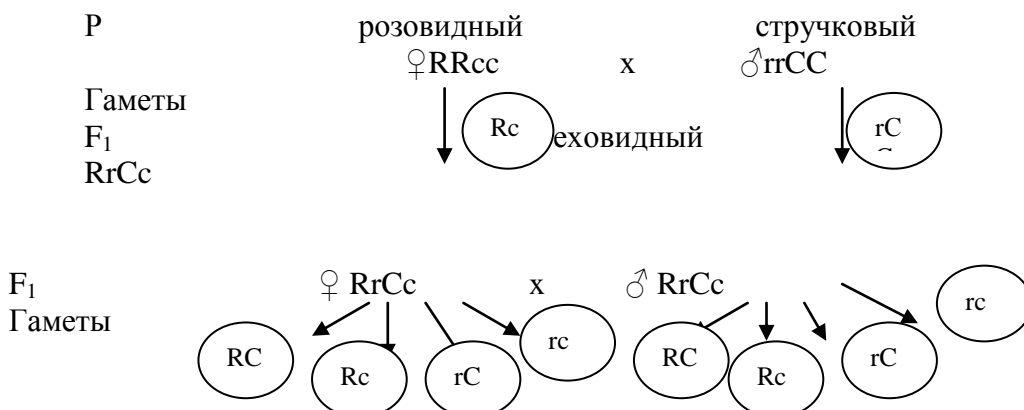 P розовидный стручковый
♀RRcc x ♂rrCC
Гаметы
Rc rC
F₁ еховидный
RrCc
F₁ ♀ RrCc x ♂ RrCc
Гаметы
RC Rc rC rc RC Rc rC rc